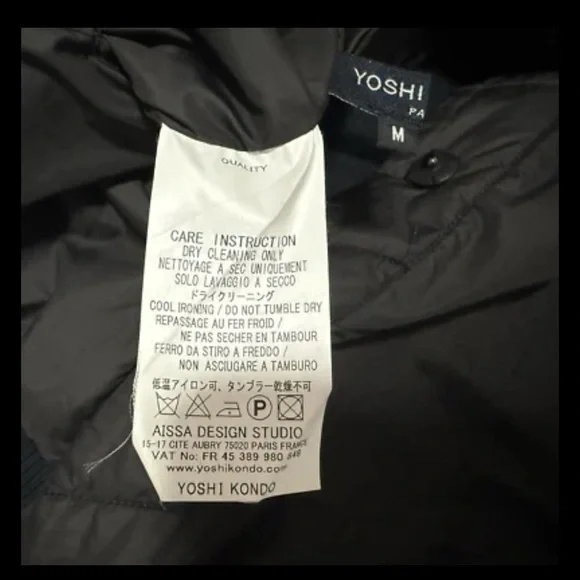 YOSHI
PA
M
QUALITY
CARE INSTRUCTION
DRY CLEANING ONLY
NETTOYAGE A SEC UNIQUEMENT
SOLO LAVAGGIO A SECCO
ドライクリーニング
COOL IRONING / DO NOT TUMBLE DRY
REPASSAGE AU FER FROID /
NE PAS SECHER EN TAMBOUR
FERRO DA STIRO A FREDDO /
NON ASCIUGARE A TAMBURO
低温アイロン可、タンブラー乾燥不可
P
AISSA DESIGN STUDIO
15-17 CITE AUBRY 75020 PARIS FRANCE
VAT No: FR 45 389 980 848
www.yoshikondo.com
YOSHI KONDO